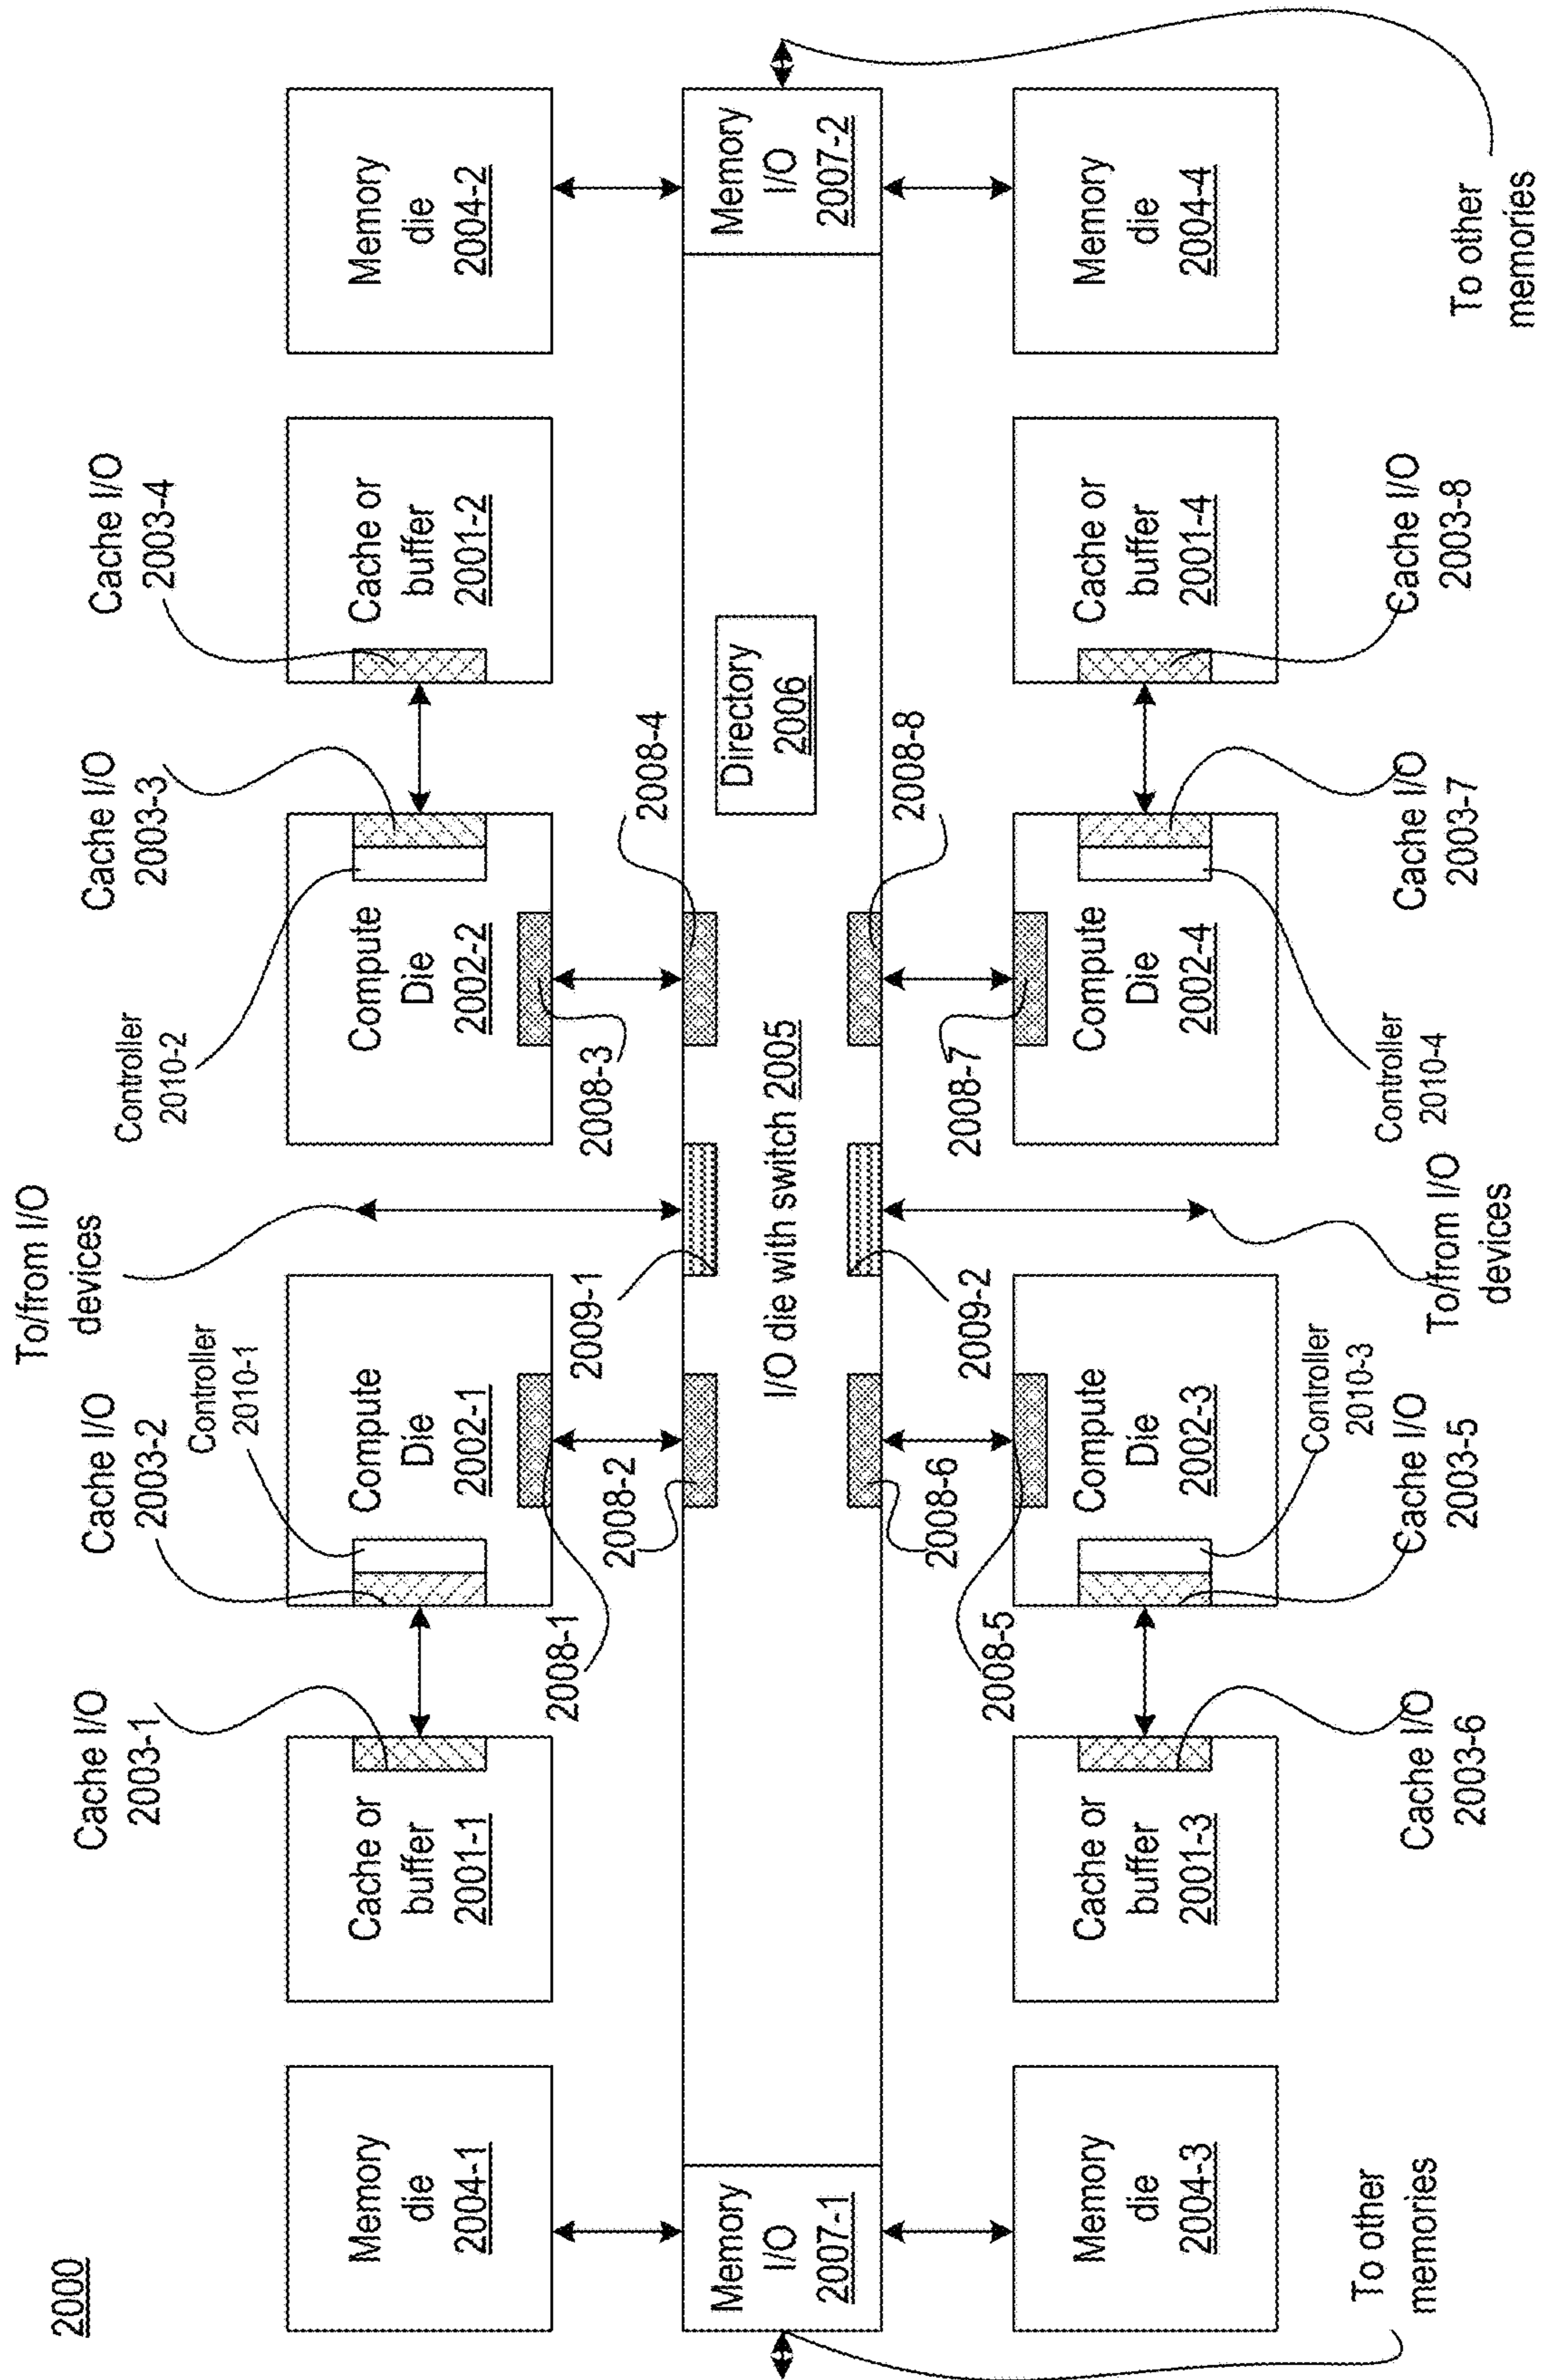 2000
To/from I/O
devices
Cache I/O
2003-1
Cache I/O
2003-2
Controller
2010-1
Controller
2010-2
Cache I/O
2003-3
Cache I/O
2003-4
Memory
die
2004-1
Cache or
buffer
2001-1
Compute
Die
2002-1
Compute
Die
2002-2
Cache or
buffer
2001-2
Memory
die
2004-2
2008-1
2008-2
2009-1
2008-3
2008-4
Memory
I/O
2007-1
I/O die with switch 2005
Directory
2006
Memory
I/O
2007-2
2008-5
2008-6
2009-2
2008-7
2008-8
Memory
die
2004-3
Cache or
buffer
2001-3
Compute
Die
2002-3
Compute
Die
2002-4
Cache or
buffer
2001-4
Memory
die
2004-4
To other
memories
Cache I/O
2003-6
Cache I/O
2003-5
Controller
2010-3
To/from I/O
devices
Controller
2010-4
Cache I/O
2003-7
Cache I/O
2003-8
To other
memories